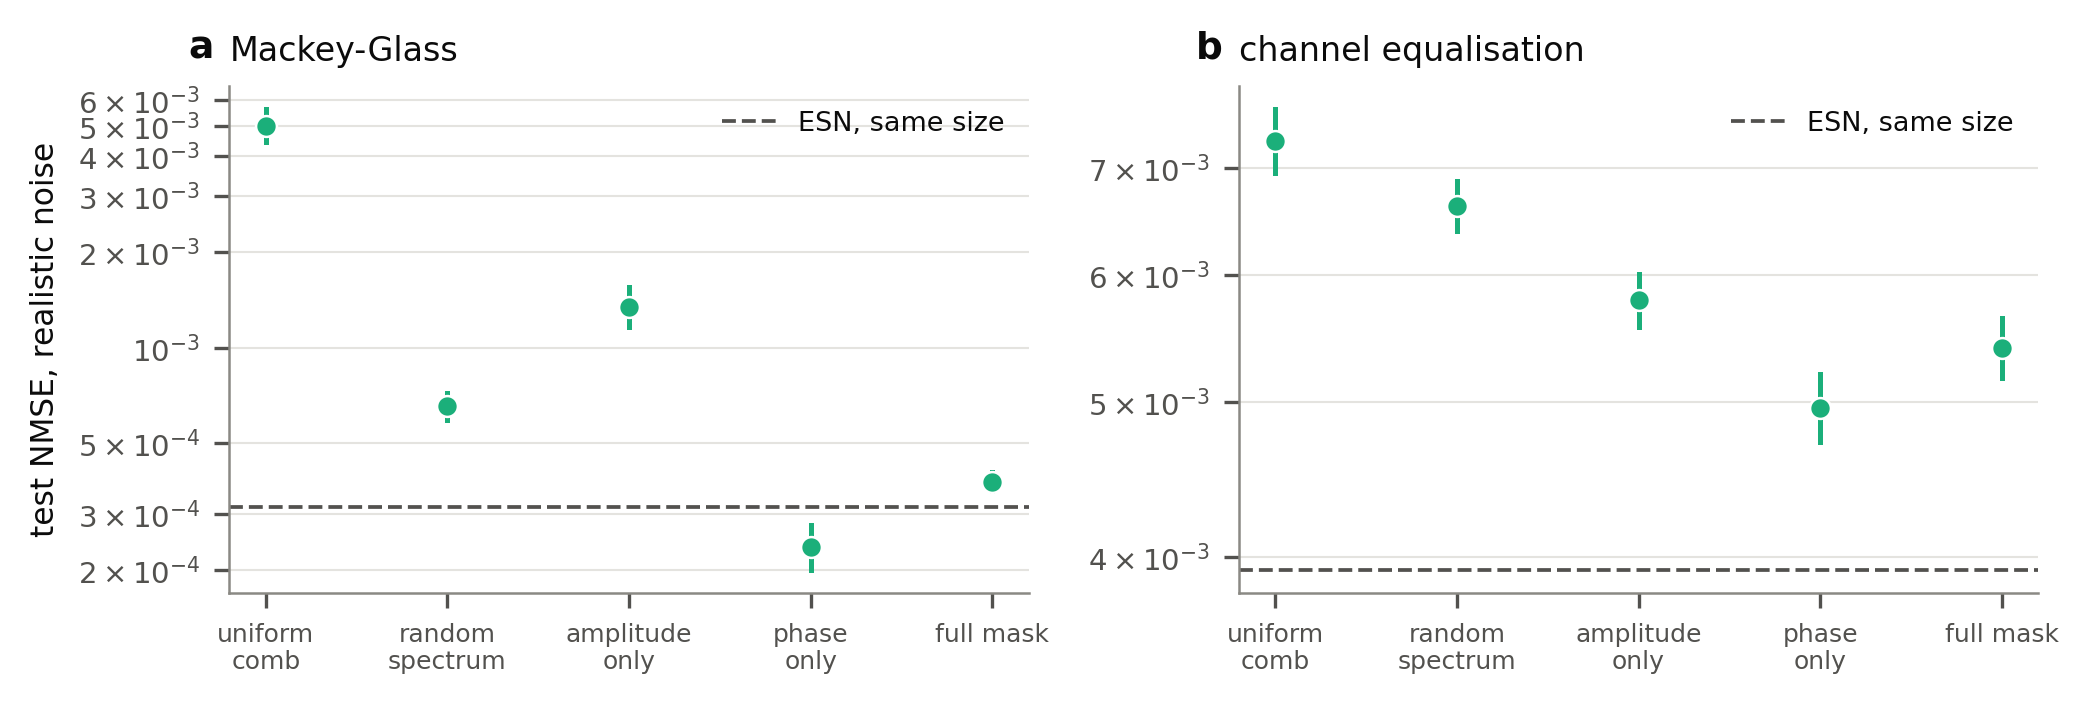 a Mackey-Glass
test NMSE, realistic noise
6 × 10⁻³
5 × 10⁻³
4 × 10⁻³
3 × 10⁻³
2 × 10⁻³
10⁻³
5 × 10⁻⁴
3 × 10⁻⁴
2 × 10⁻⁴
ESN, same size
uniform
comb
random
spectrum
amplitude
only
phase
only
full mask
b channel equalisation
7 × 10⁻³
6 × 10⁻³
5 × 10⁻³
4 × 10⁻³
ESN, same size
uniform
comb
random
spectrum
amplitude
only
phase
only
full mask